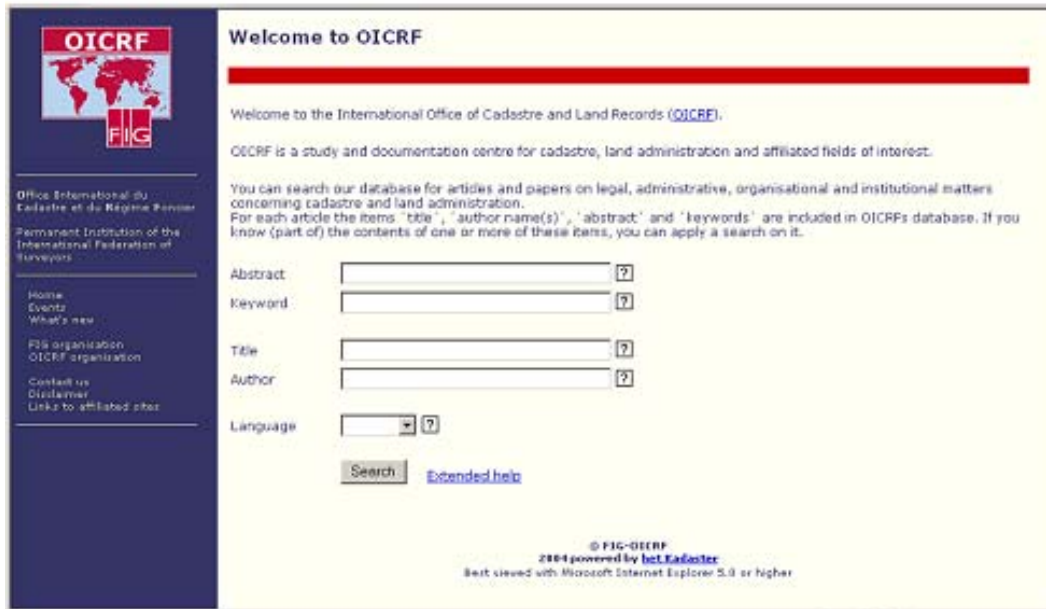 OICRF
FIG
Office International du
Cadastre et du Régime Foncier
Permanent Institution of the
International Federation of
Surveyors
Home
Events
What's new
FIG organisation
OICRF organisation
Contact us
Disclaimer
Links to affiliated sites
Welcome to OICRF
Welcome to the International Office of Cadastre and Land Records (OICRF).
OICRF is a study and documentation centre for cadastre, land administration and affiliated fields of interest.
You can search our database for articles and papers on legal, administrative, organisational and institutional matters
concerning cadastre and land administration.
For each article the items 'title', 'author name(s)', 'abstract' and 'keywords' are included in OICRFs database. If you
know (part of) the contents of one or more of these items, you can apply a search on it.
Abstract ?
Keyword ?
Title ?
Author ?
Language ?
Search Extended help
© FIG-OICRF
2004 powered by het Kadaster
Best viewed with Microsoft Internet Explorer 5.0 or higher